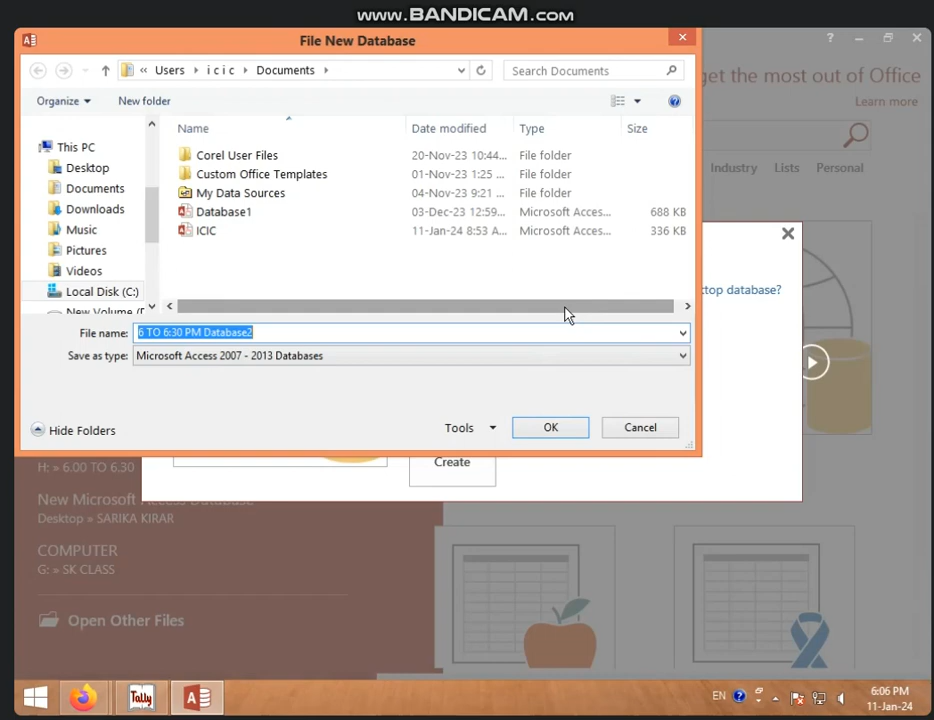 www.BANDICAM.com
File New Database
get the most out of Office
Learn more
« Users icic Documents
Search Documents
Organize
New folder
Industry Lists Personal
Name Date modified Type Size
This PC
Desktop
Documents
Downloads
Music
Pictures
Videos
Local Disk (C:)
Corel User Files 20-Nov-23 10:44... File folder
Custom Office Templates 01-Nov-23 1:25 ... File folder
My Data Sources 04-Nov-23 9:21 ... File folder
Database1 03-Dec-23 12:59... Microsoft Acces... 688 KB
ICIC 11-Jan-24 8:53 A... Microsoft Acces... 336 KB
top database?
File name: 6 TO 6:30 PM Database2
Save as type: Microsoft Access 2007 - 2013 Databases
Hide Folders
Tools
OK
Cancel
Create
H: » 6.00 TO 6.30
New Microsoft Access Database
Desktop » SARIKA KIRAR
COMPUTER
G: » SK CLASS
Open Other Files
Tally
EN
6:06 PM
11-Jan-24